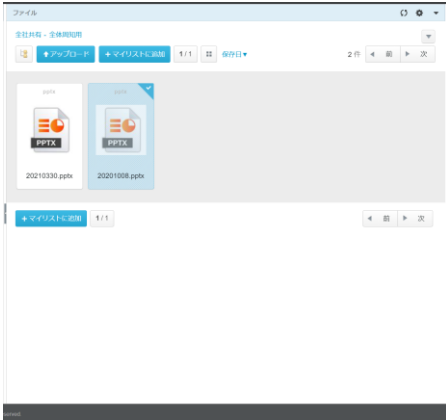 ファイル
全社共有 - 全体周知用
アップロード
+マイリストに追加
1 / 1
保存日▼
2 件
前
次
pptx
pptx
PPTX
PPTX
20210330.pptx
20201008.pptx
+マイリストに追加
1 / 1
前
次